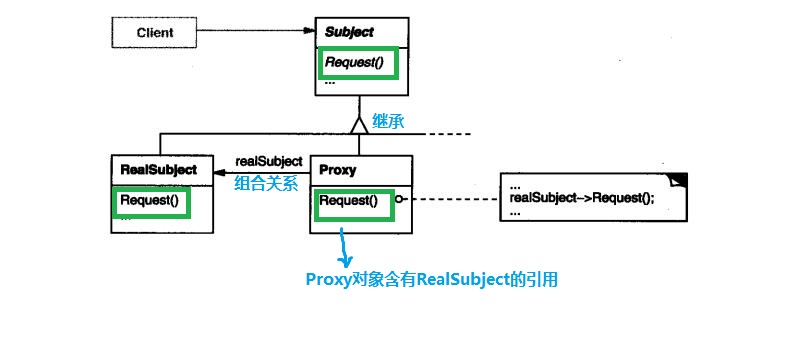 Client
Subject
Request()
...
继承
RealSubject
Request()
...
realSubject
组合关系
Proxy
Request()
...
realSubject->Request();
...
Proxy对象含有RealSubject的引用